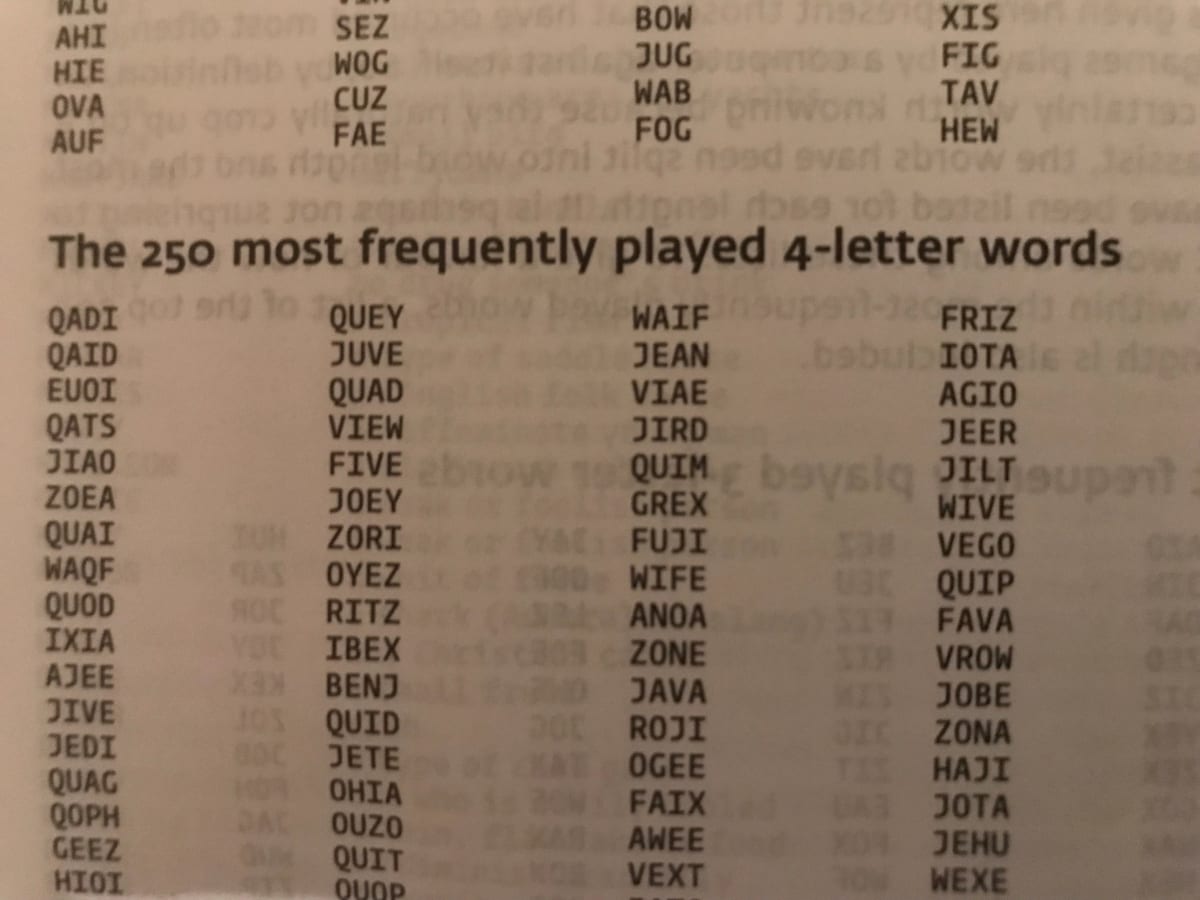 AHI SEZ BOW XIS
HIE WOG JUG FIG
OVA CUZ WAB TAV
AUF FAE FOG HEW
The 250 most frequently played 4-letter words
QADI QUEY WAIF FRIZ
QAID JUVE JEAN IOTA
EUOI QUAD VIAE AGIO
QATS VIEW JIRD JEER
JIAO FIVE QUIM JILT
ZOEA JOEY GREX WIVE
QUAI ZORI FUJI VEGO
WAQF OYEZ WIFE QUIP
QUOD RITZ ANOA FAVA
IXIA IBEX ZONE VROW
AJEE BENJ JAVA JOBE
JIVE QUID ROJI ZONA
JEDI JETE OGEE HAJI
QUAG OHIA FAIX JOTA
QOPH OUZO AWEE JEHU
GEEZ QUIT VEXT WEXE
HIOI QUOP